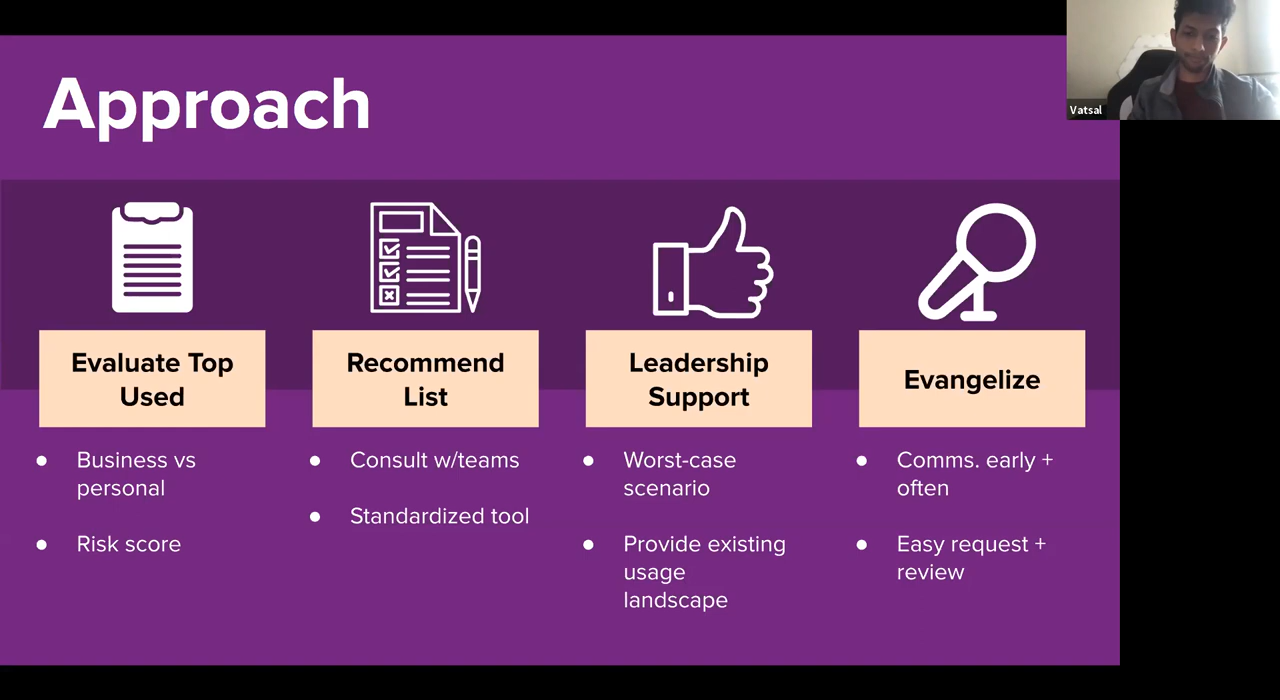 Approach
Vatsal
Evaluate Top
Used
Business vs
personal
Risk score
Recommend
List
Consult w/teams
Standardized tool
Leadership
Support
Worst-case
scenario
Provide existing
usage
landscape
Evangelize
Comms. early +
often
Easy request +
review